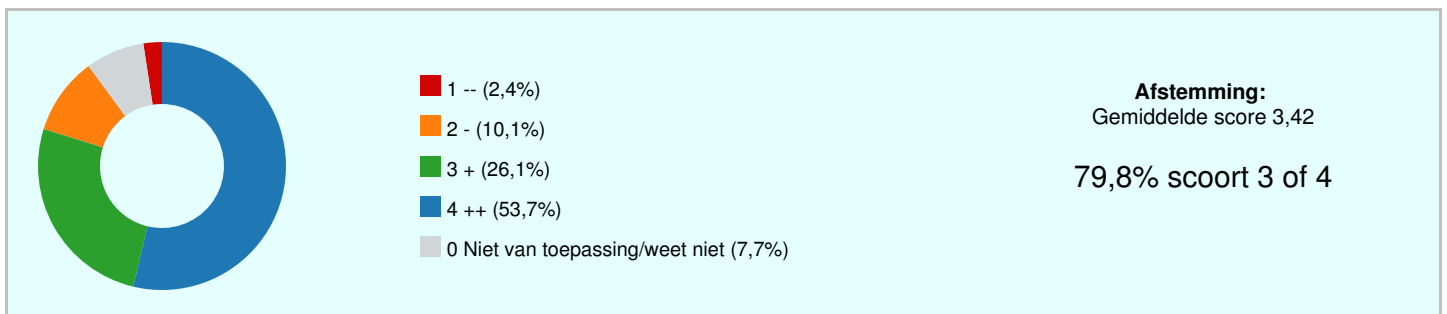 1 -- (2,4%)
2 - (10,1%)
3 + (26,1%)
4 ++ (53,7%)
0 Niet van toepassing/weet niet (7,7%)
Afstemming:
Gemiddelde score 3,42
79,8% scoort 3 of 4